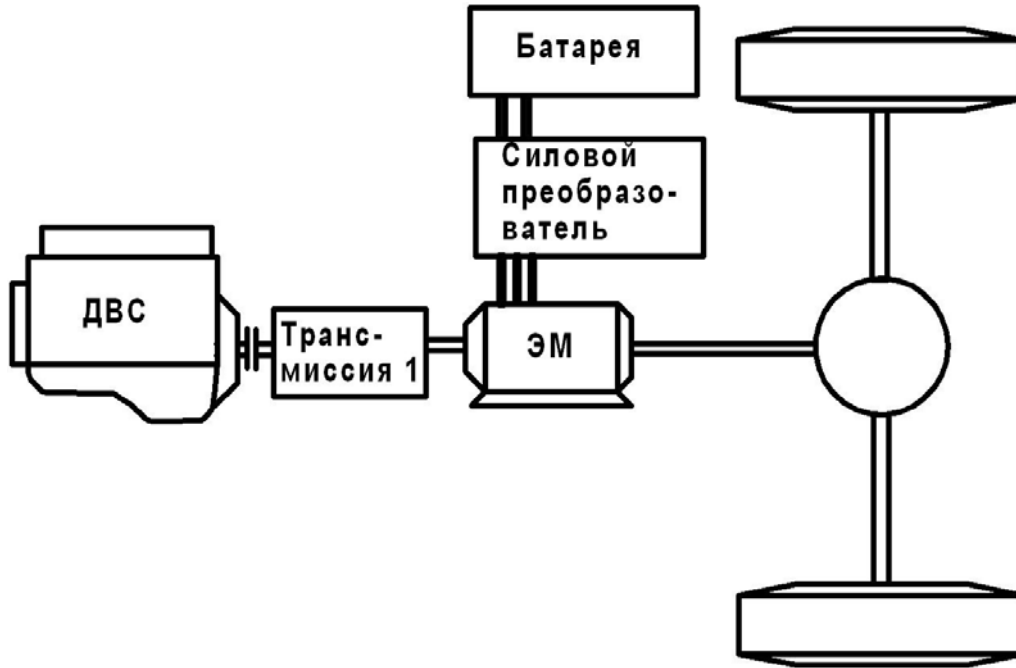 Батарея
Силовой
преобразо-
ватель
ДВС
Транс-
миссия 1
ЭМ